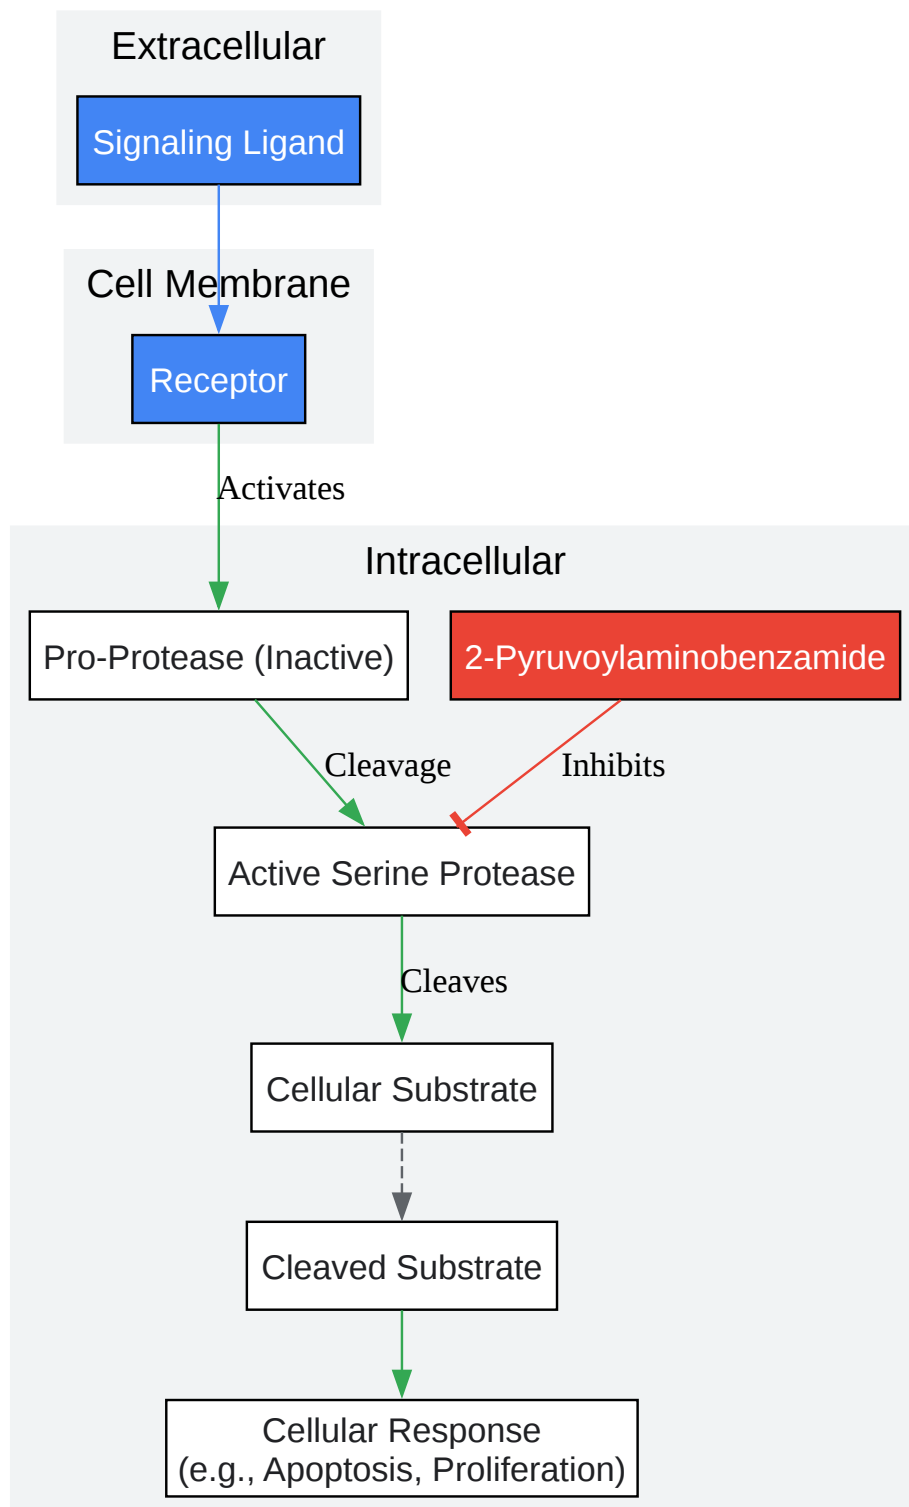 Extracellular
Signaling Ligand
Cell Membrane
Receptor
Activates
Intracellular
Pro-Protease (Inactive)
2-Pyruvoylaminobenzamide
Cleavage
Inhibits
Active Serine Protease
Cleaves
Cellular Substrate
Cleaved Substrate
Cellular Response
(e.g., Apoptosis, Proliferation)